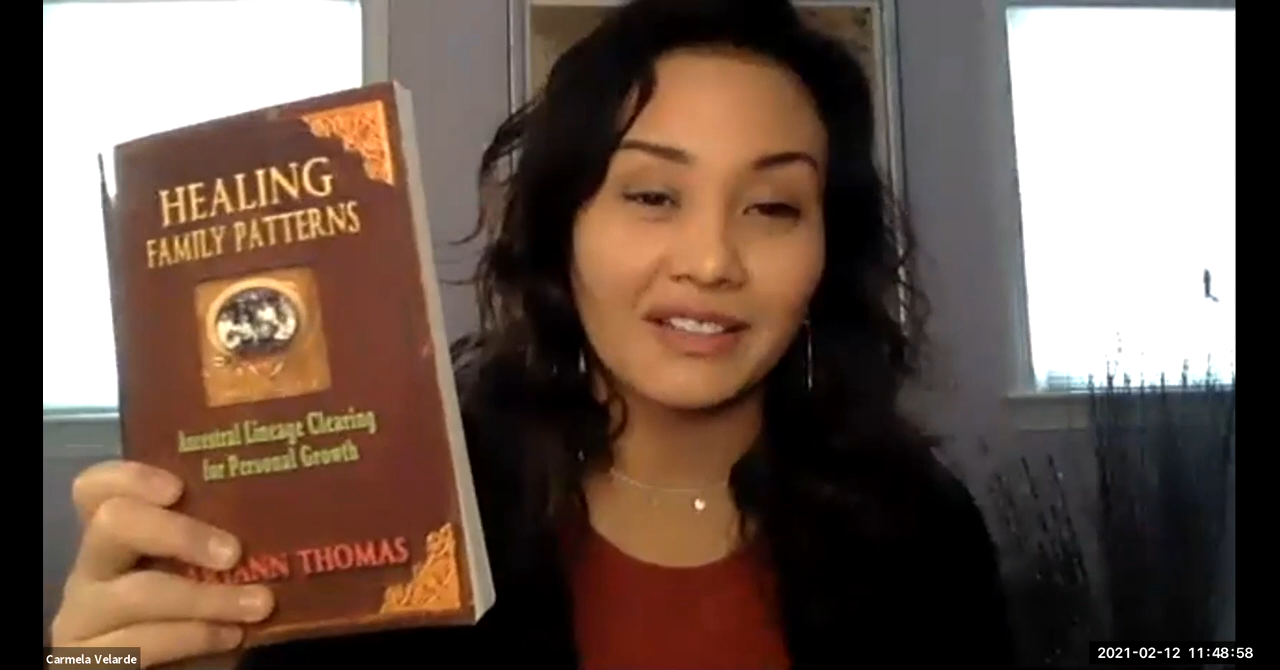 HEALING
FAMILY PATTERNS
Ancestral Lineage Clearing
for Personal Growth
THOMAS
Carmela Velarde
2021-02-12 11:48:58